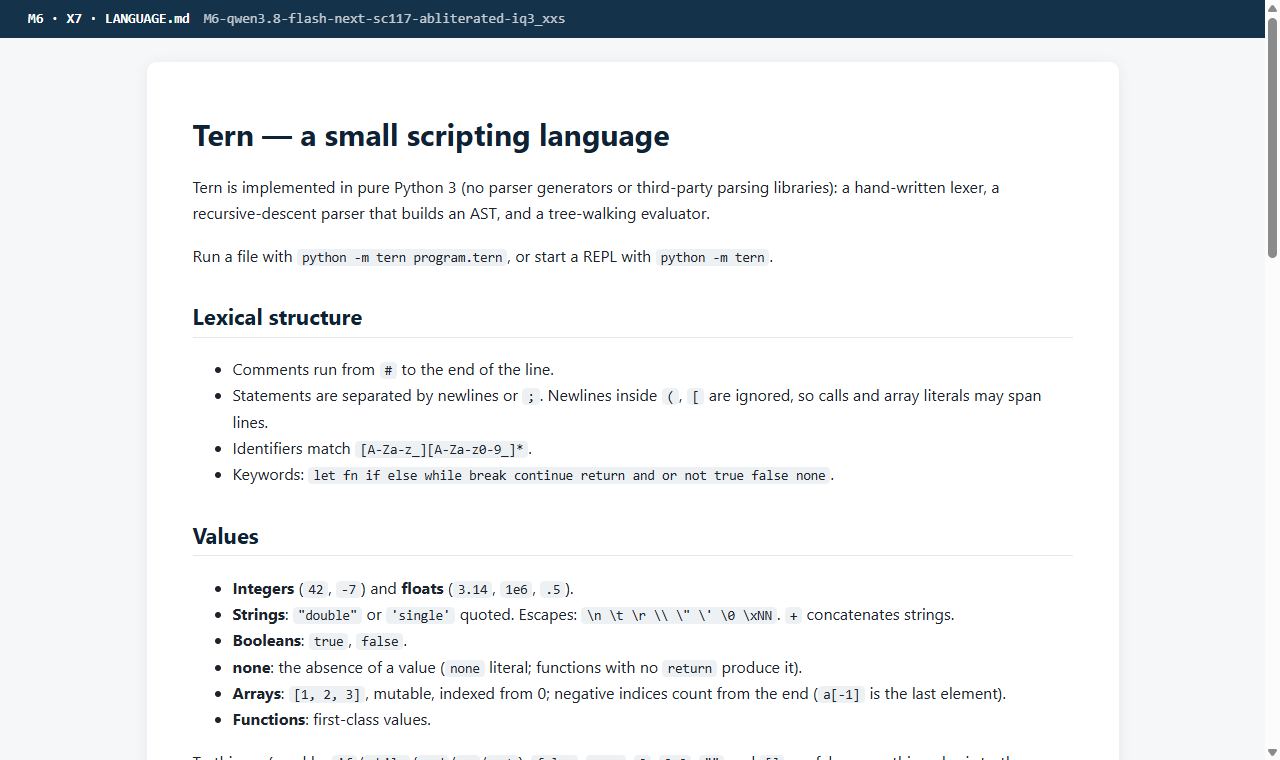 M6 · X7 · LANGUAGE.md M6-qwen3.8-flash-next-sc117-abliterated-iq3_xxs
Tern — a small scripting language
Tern is implemented in pure Python 3 (no parser generators or third-party parsing libraries): a hand-written lexer, a
recursive-descent parser that builds an AST, and a tree-walking evaluator.
Run a file with python -m tern program.tern, or start a REPL with python -m tern.
Lexical structure
• Comments run from # to the end of the line.
• Statements are separated by newlines or ;. Newlines inside (, [ are ignored, so calls and array literals may span
lines.
• Identifiers match [A-Za-z_][A-Za-z0-9_]*.
• Keywords: let fn if else while break continue return and or not true false none.
Values
• Integers (42, -7) and floats (3.14, 1e6, .5).
• Strings: "double" or 'single' quoted. Escapes: \n \t \r \\ \" \' \0 \xNN. + concatenates strings.
• Booleans: true, false.
• none: the absence of a value (none literal; functions with no return produce it).
• Arrays: [1, 2, 3], mutable, indexed from 0; negative indices count from the end (a[-1] is the last element).
• Functions: first-class values.